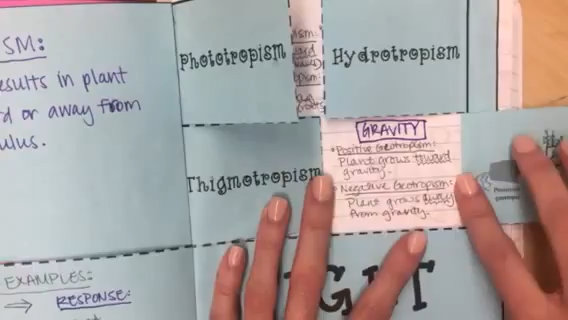 SM:
esults in plant
d or away from
ulus.
Phototropism
Hydrotropism
Thigmotropism
GRAVITY
• Positive Geotropism:
Plant grows toward
gravity.
• Negative Geotropism:
Plant grows away
from gravity.
EXAMPLES:
⇒ RESPONSE: